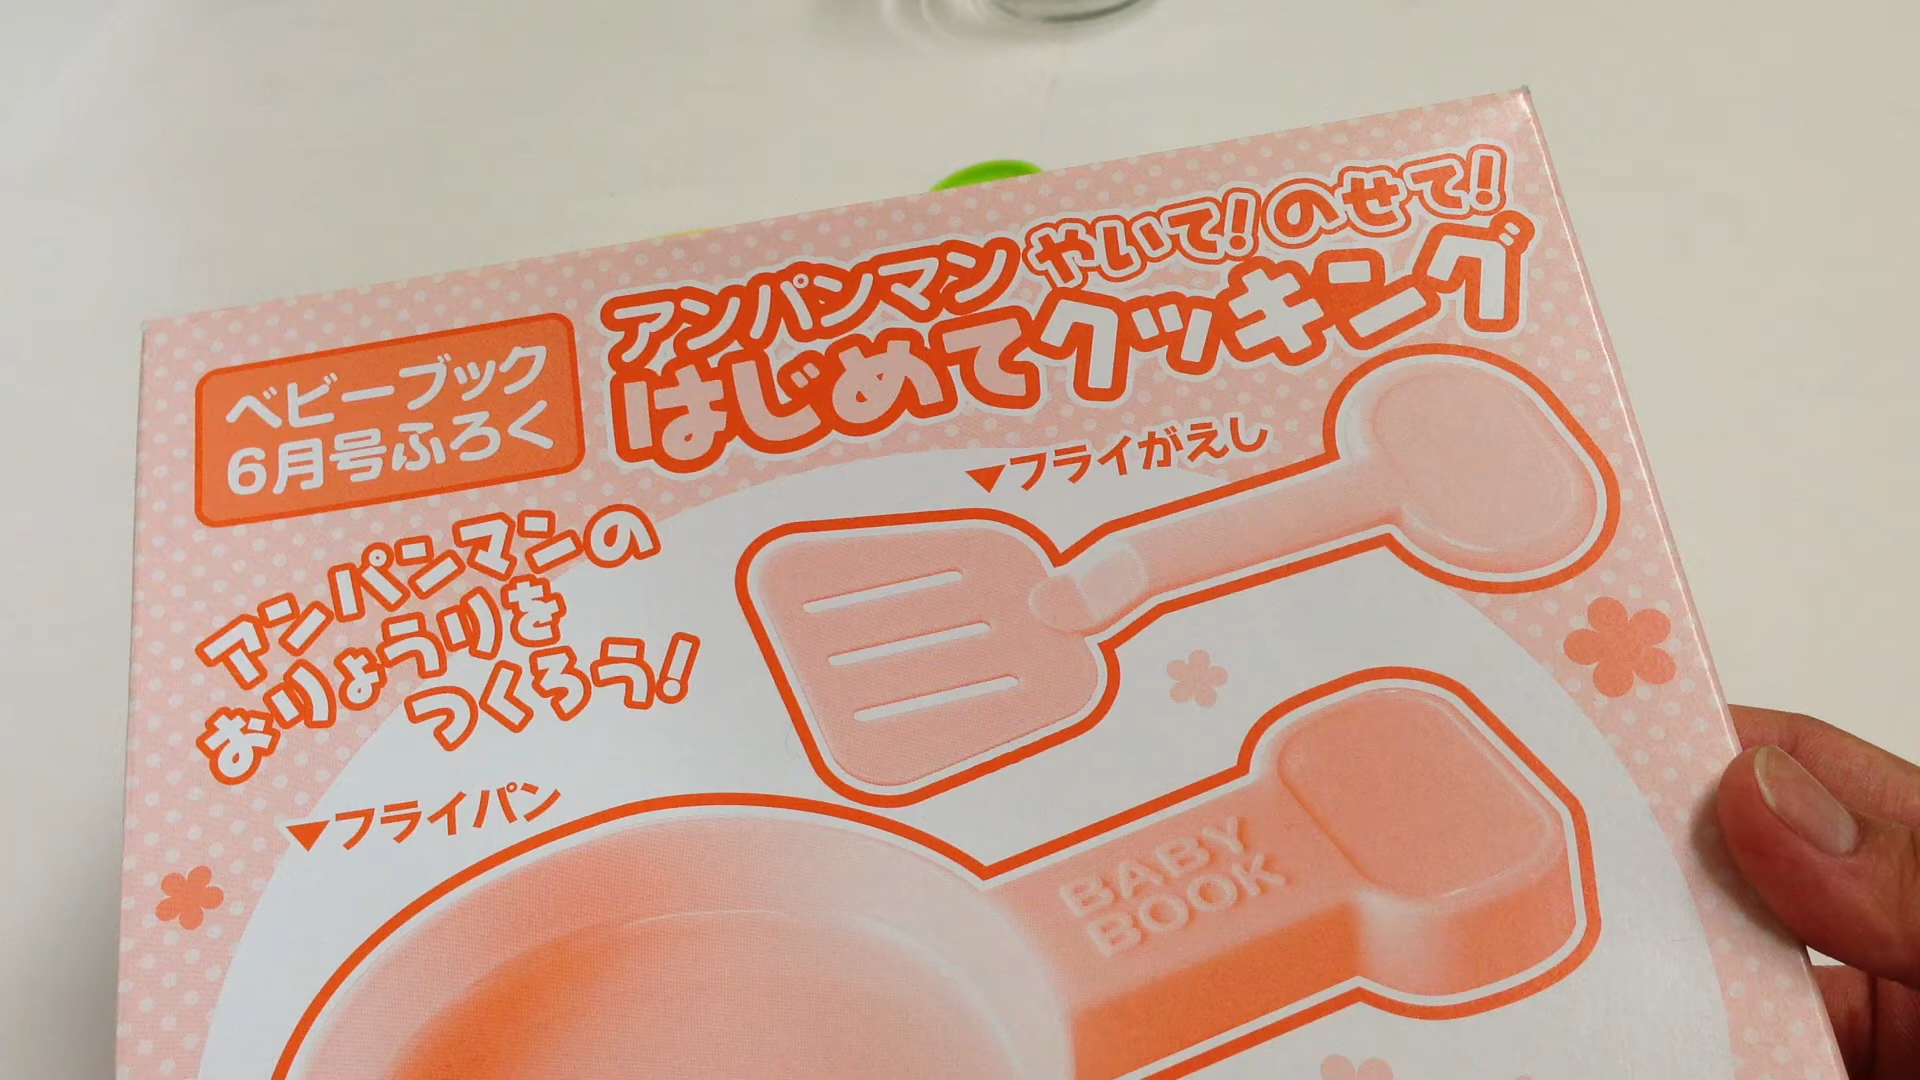 ベビーブック
6月号ふろく
アンパンマン やいて!のせて!
はじめてクッキング
▼フライがえし
アンパンマンの
おりょうりを
つくろう!
▼フライパン
BABY
BOOK